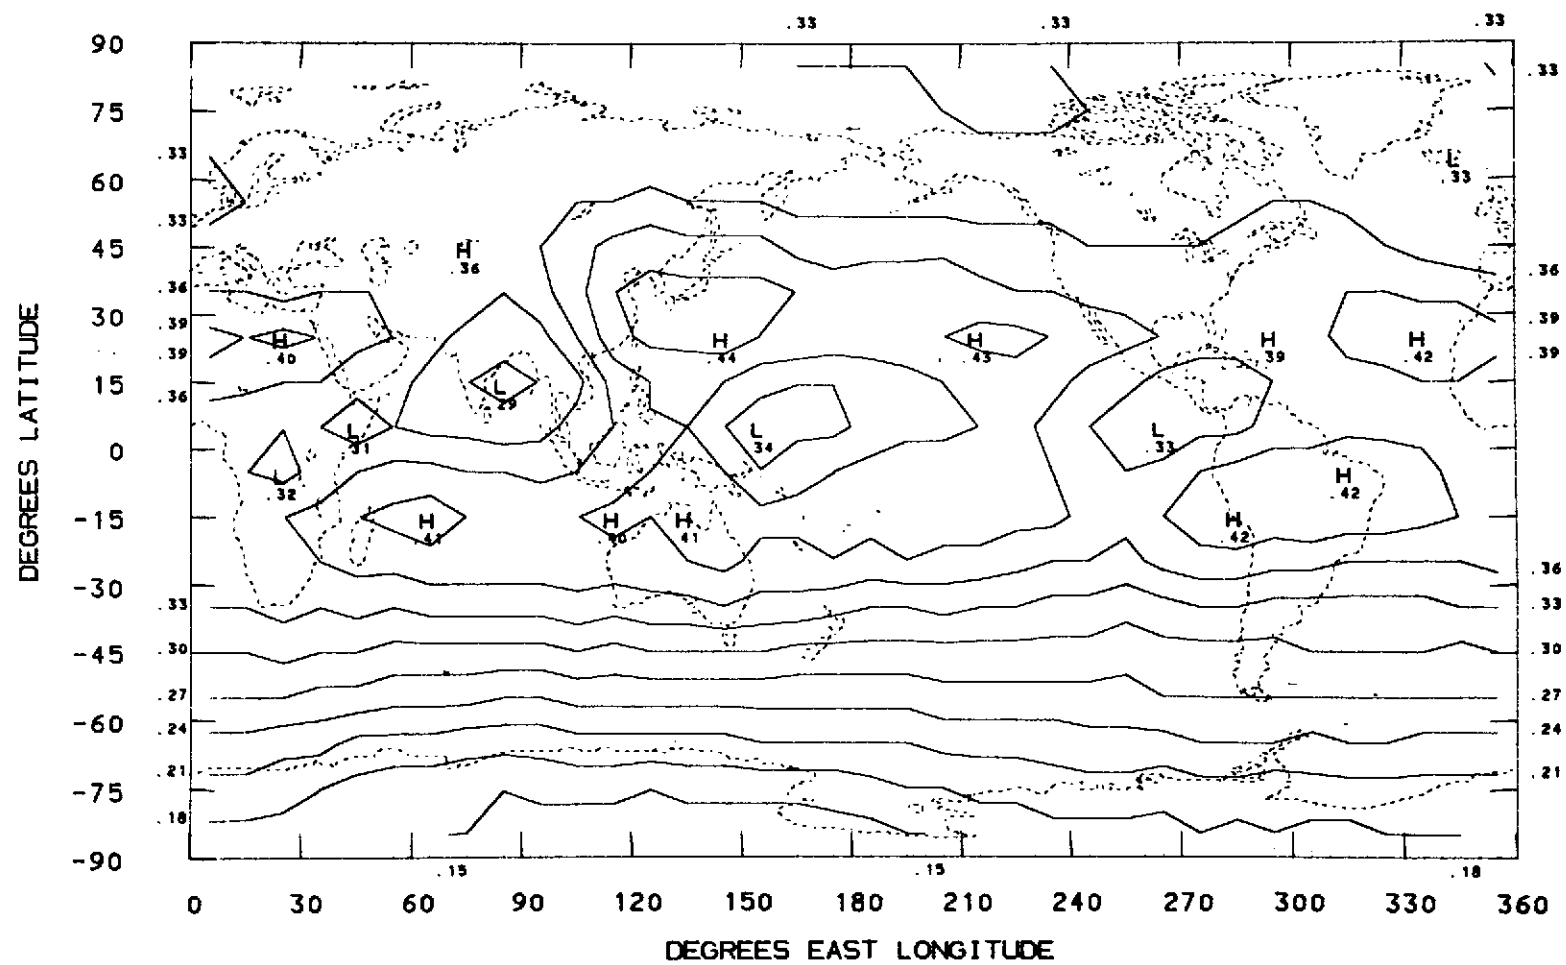 .33 .33 .33
90
.33
75
.33
L
.33
60
.33
45
H
.36
.36
.36
30
.39
H
.40
H
.44
H
.43
H
.39
H
.42
.39
.39
.39
15
.36
L
.29
L
.31
L
.34
L
.33
0
L
.32
H
.42
-15
H
.41
H
.40
H
.41
H
.42
.36
-30
.33
.33
-45
.30
.30
.27
.27
-60
.24
.24
.21
.21
-75
.18
-90
.15 .15 .18
0 30 60 90 120 150 180 210 240 270 300 330 360
DEGREES EAST LONGITUDE
DEGREES LATITUDE